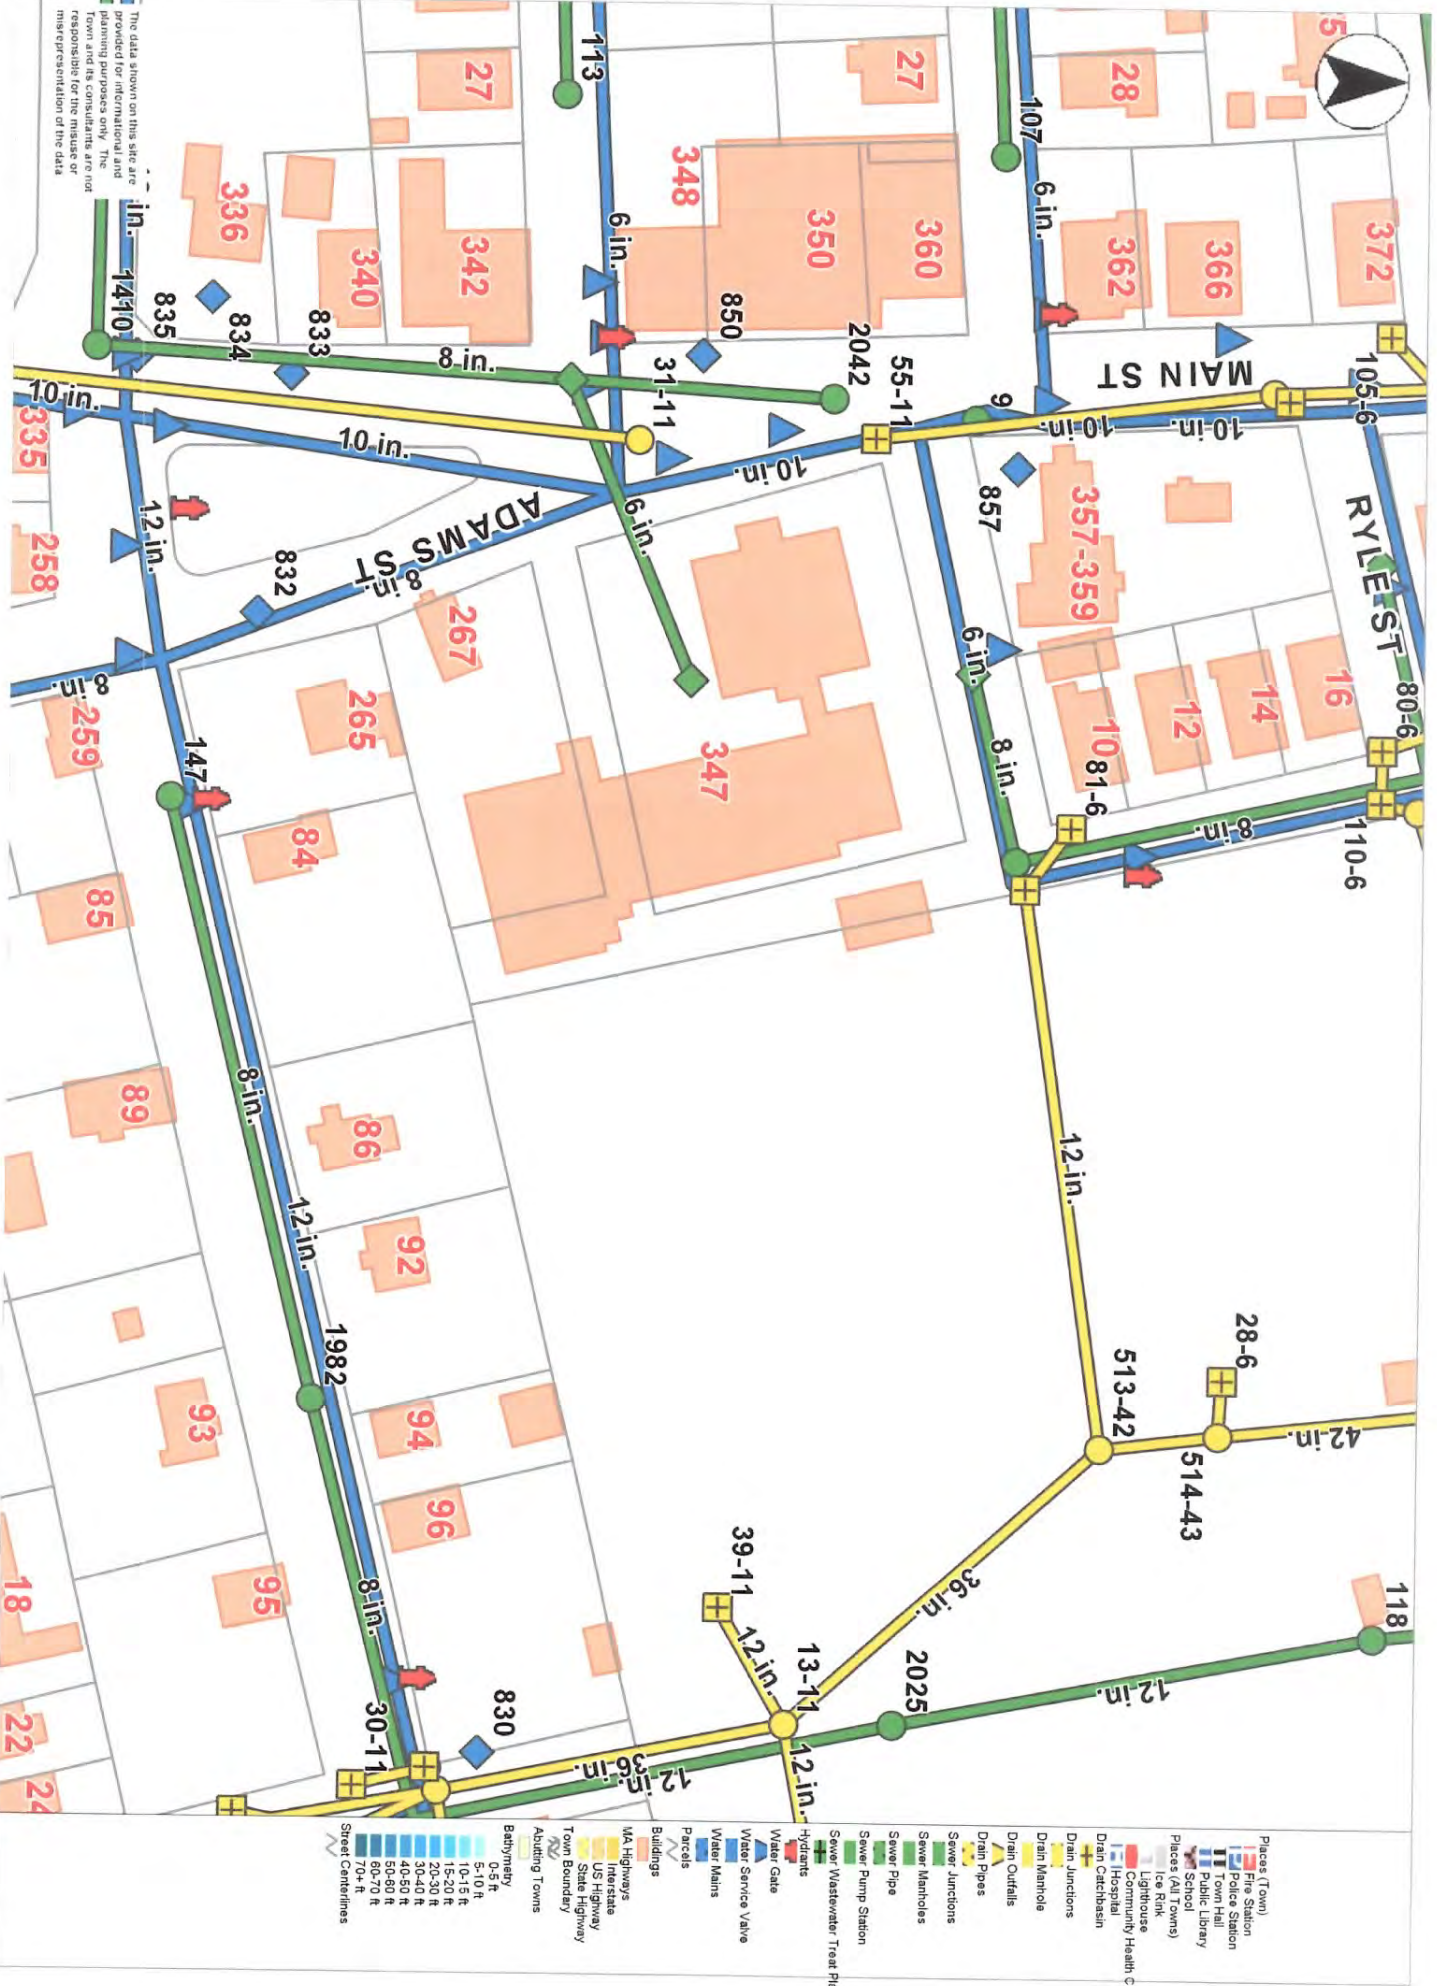 The data shown on this site are
provided for informational and
planning purposes only. The
Town and its consultants are not
responsible for the misuse or
misrepresentation of the data
113
107
27
27
28
336
348
6 in.
6 in.
340
342
350
360
362
366
372
in.
1410
835
834
833
8 in.
31-11
850
2042
55-11
9
MAIN ST
105-6
10 in.
335
10 in.
10 in.
10 in.
10 in.
12 in.
258
ADAMS ST
8 in.
832
6 in.
857
357-359
RYLE ST
267
6 in.
8 in.
259
265
347
10
12
14
16
80-6
147
84
8 in.
81-6
8 in.
110-6
85
89
8 in.
86
12 in.
12 in.
92
28-6
1982
513-42
514-43
42 in.
93
94
96
39-11
36 in.
18
95
8 in.
12 in.
13-11
2025
12 in.
118
22
24
30-11
830
36 in.
12 in.
12 in.
Places (Town)
Fire Station
Police Station
Town Hall
Public Library
School
Places (All Towns)
Ice Rink
Lighthouse
Community Health C
Hospital
Drain Catchbasin
Drain Junctions
Drain Manhole
Drain Outfalls
Drain Pipes
Sewer Junctions
Sewer Manholes
Sewer Pipe
Sewer Pump Station
Sewer Wastewater Treat Pl
Hydrants
Water Gate
Water Service Valve
Water Mains
Parcels
Buildings
MA Highways
Interstate
US Highway
State Highway
Town Boundary
Abutting Towns
Bathymetry
0-5 ft
5-10 ft
10-15 ft
15-20 ft
20-30 ft
30-40 ft
40-50 ft
50-60 ft
60-70 ft
70+ ft
Street Centerlines